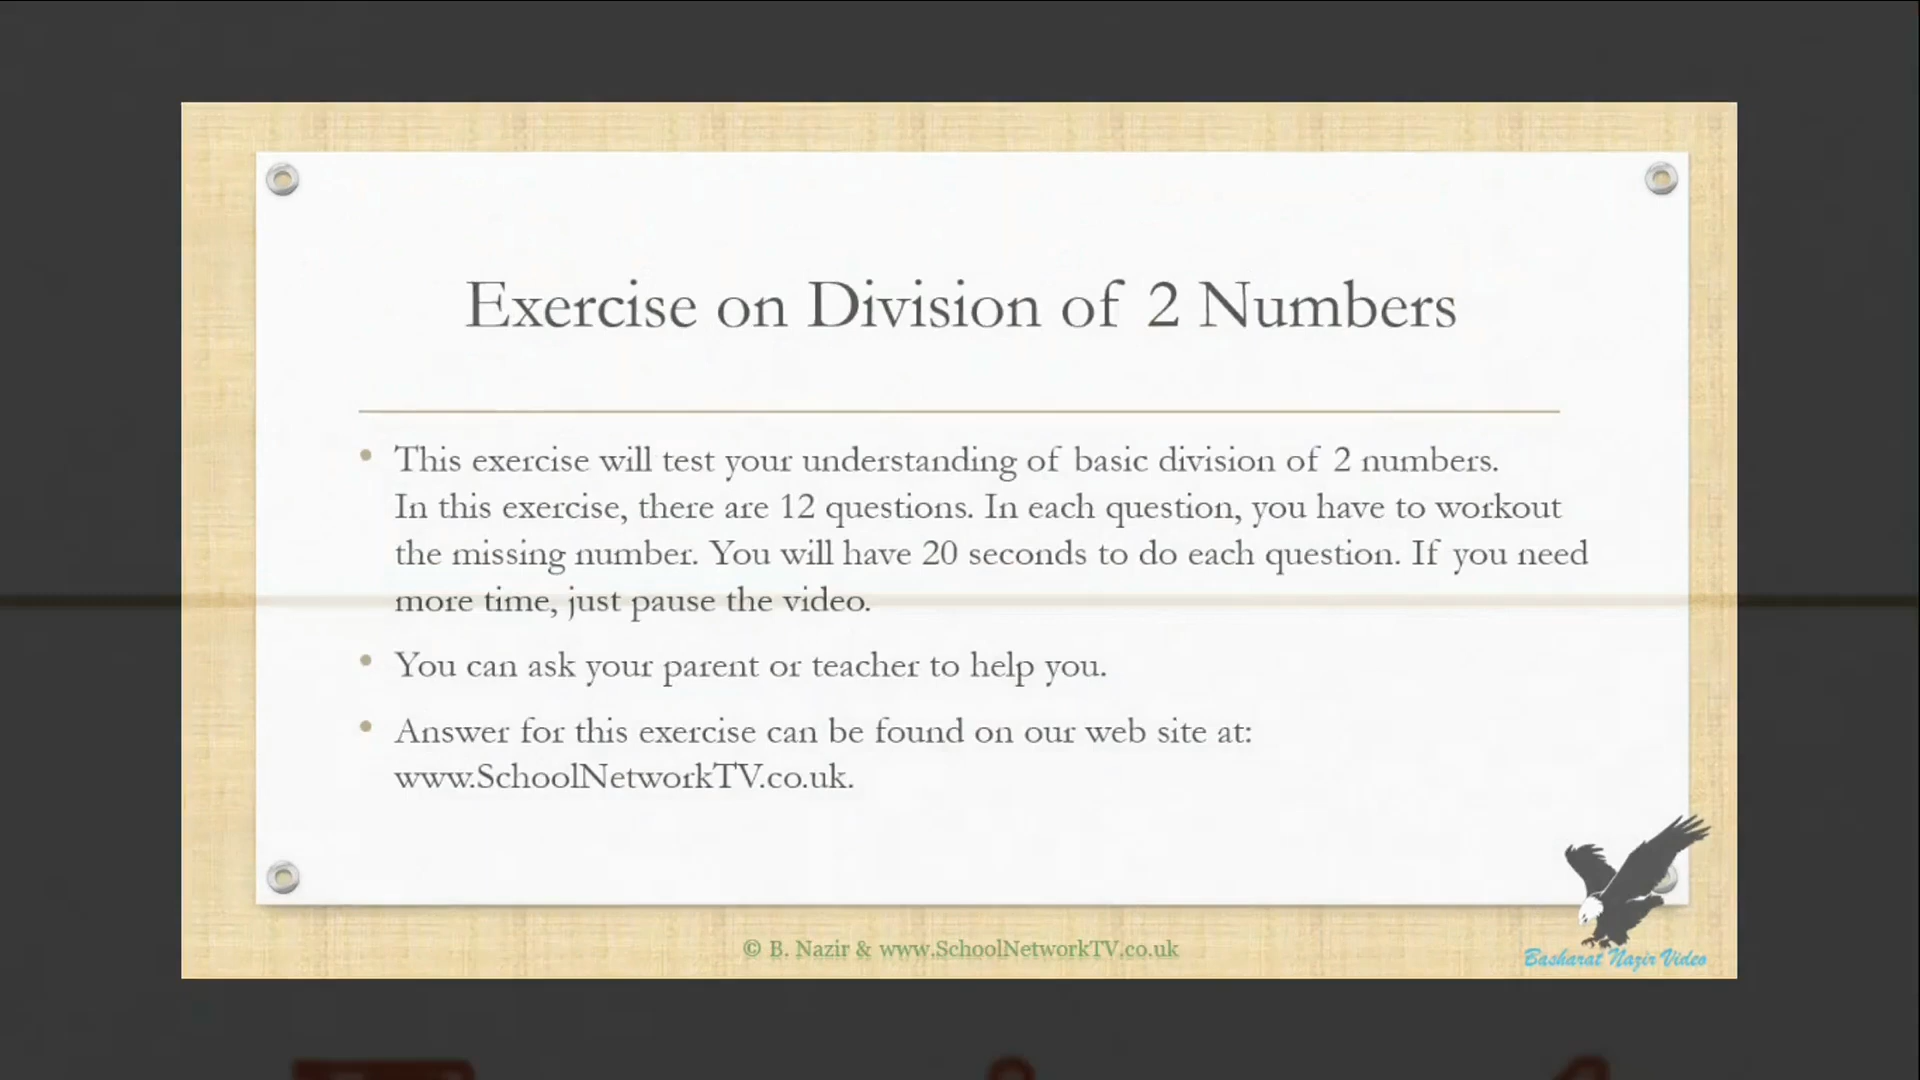 Exercise on Division of 2 Numbers
• This exercise will test your understanding of basic division of 2 numbers.
In this exercise, there are 12 questions. In each question, you have to workout
the missing number. You will have 20 seconds to do each question. If you need
more time, just pause the video.
• You can ask your parent or teacher to help you.
• Answer for this exercise can be found on our web site at:
www.SchoolNetworkTV.co.uk.
© B. Nazir & www.SchoolNetworkTV.co.uk
Basharat Nazir Video